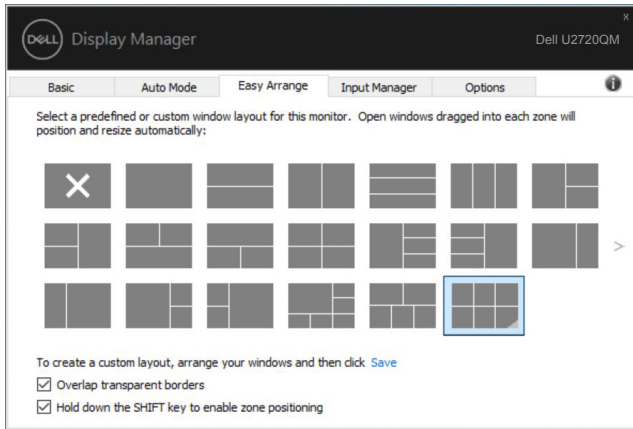 x
DELL Display Manager
Dell U2720QM
Basic Auto Mode Easy Arrange Input Manager Options i
Select a predefined or custom window layout for this monitor. Open windows dragged into each zone will
position and resize automatically:
>
To create a custom layout, arrange your windows and then click Save
Overlap transparent borders
Hold down the SHIFT key to enable zone positioning